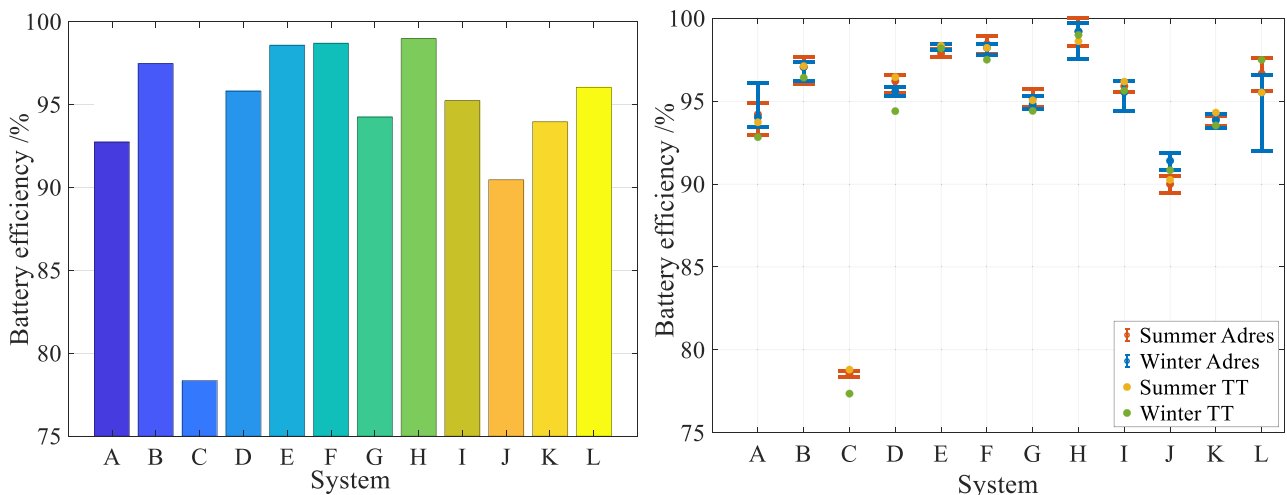 100
95
90
85
80
75
Battery efficiency /%
A B C D E F G H I J K L
System
100
95
90
85
80
75
Battery efficiency /%
Summer Adres
Winter Adres
Summer TT
Winter TT
A B C D E F G H I J K L
System